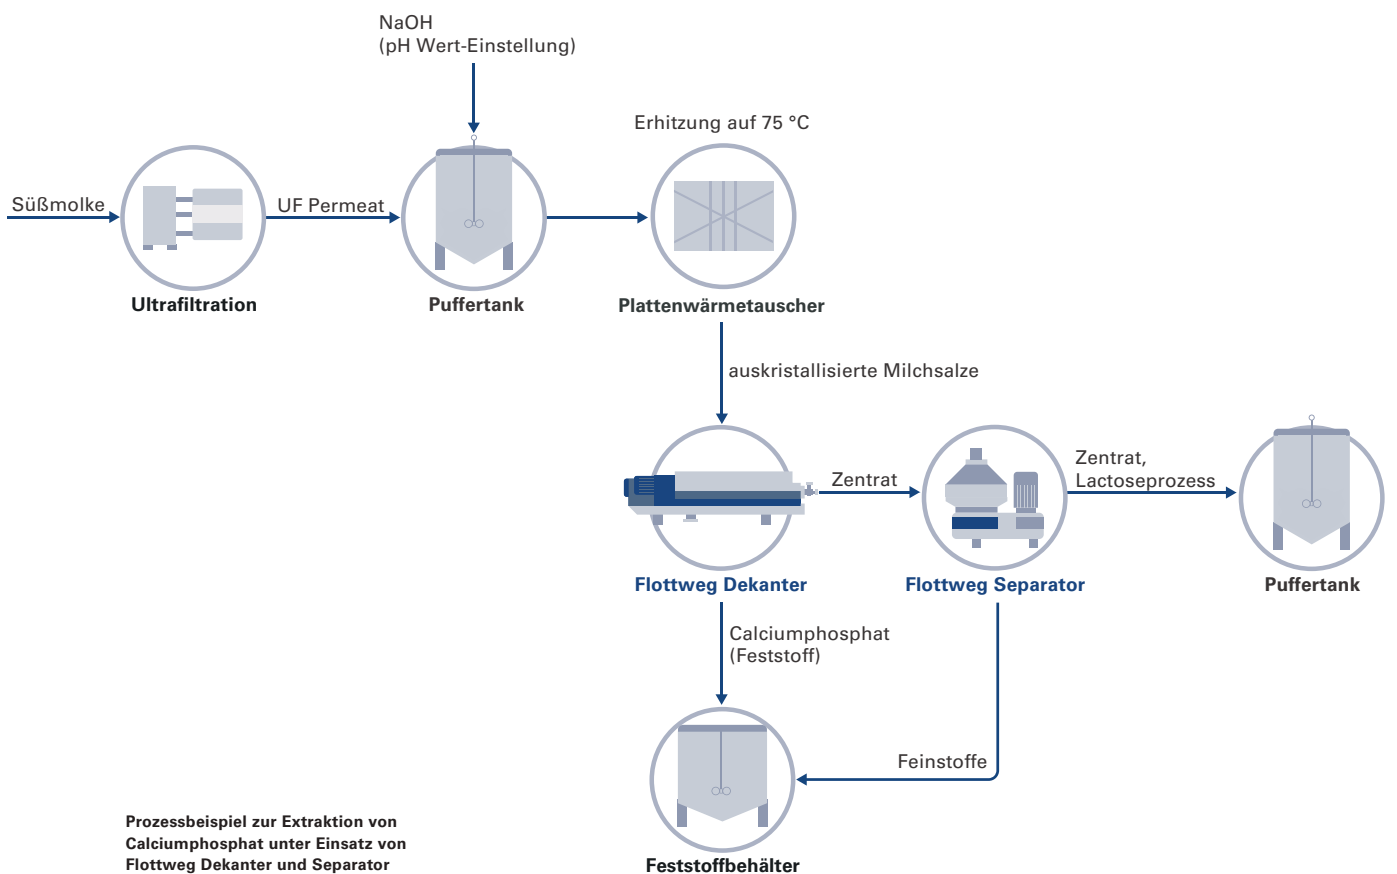 NaOH
(pH Wert-Einstellung)
Erhitzung auf 75 °C
Süßmolke
UF Permeat
Ultrafiltration
Puffertank
Plattenwärmetauscher
auskristallisierte Milchsalze
Zentrat
Zentrat,
Lactoseprozess
Flottweg Dekanter
Flottweg Separator
Puffertank
Calciumphosphat
(Feststoff)
Feinstoffe
Feststoffbehälter
Prozessbeispiel zur Extraktion von
Calciumphosphat unter Einsatz von
Flottweg Dekanter und Separator